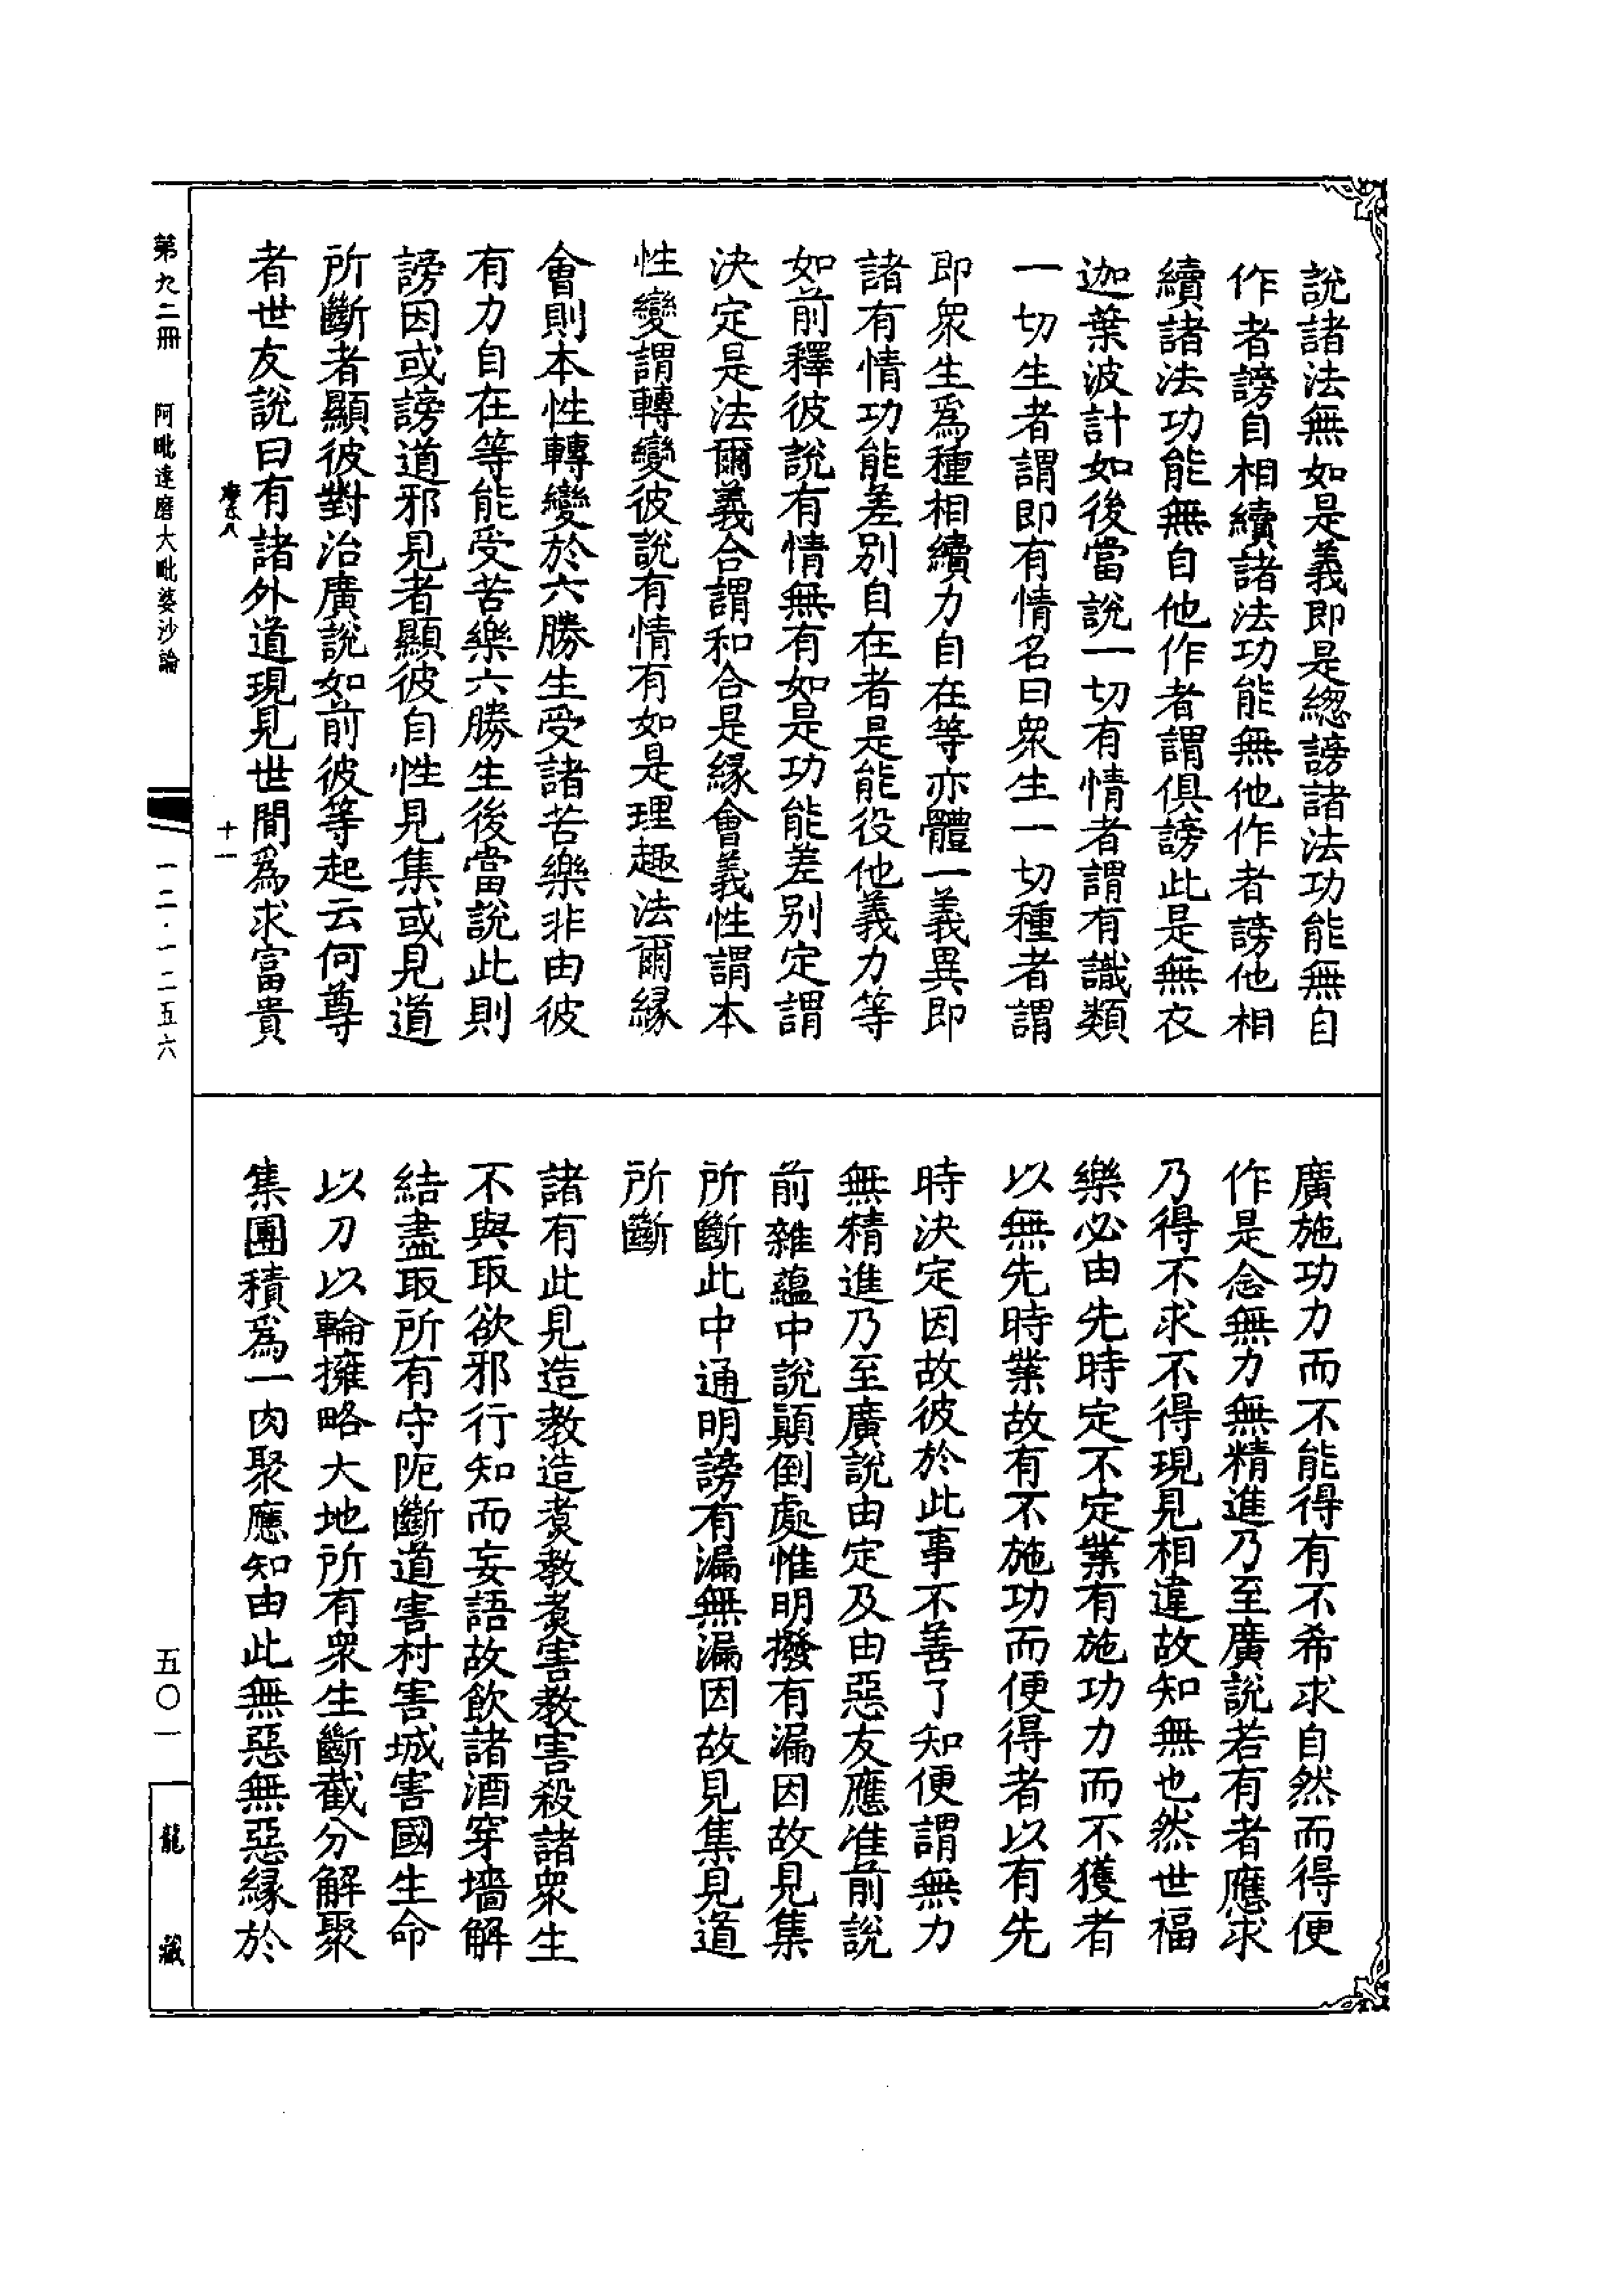 說諸法無如是義即是緫謗諸法功能無自
作者謗自相續諸法功能無他作者謗他相
續諸法功能無自他作者謂俱謗此是無衣
迦葉波計如後當說一切有情者謂有識類
一切生者謂即有情名曰衆生一切種者謂
即衆生爲種相續力自在等亦體一義異即
諸有情功能差別自在者是能役他義力等
如前釋彼說有情無有如是功能差別定謂
決定是法爾義合謂和合是緣會義性謂本
性變謂轉變彼說有情有如是理趣法爾緣
會則本性轉變於六勝生受諸苦樂非由彼
有力自在等能受苦樂六勝生後當說此則
謗因或謗道邪見者顯彼自性見集或見道
所斷者顯彼對治廣說如前彼等起云何尊
者世友說曰有諸外道現見世間爲求富貴
十一
廣施功力而不能得有不希求自然而得便
作是念無力無精進乃至廣說若有者應求
乃得不求不得現見相違故知無也然世福
樂必由先時定不定業有施功力而不獲者
以無先時業故有不施功而便得者以有先
時決定因故彼於此事不善了知便謂無力
無精進乃至廣說由定及由惡友應准前說
前雜蘊中說顛倒處惟明撥有漏因故見集
所斷此中通明謗有漏無漏因故見集見道
所斷
諸有此見造教造煑教煑害教害殺諸衆生
不與取欲邪行知而妄語故飲諸酒穿墻解
結盡取所有守阨斷道害村害城害國生命
以刀以輪擁略大地所有衆生斷截分解聚
集團積爲一肉聚應知由此無惡無惡緣於
第九二冊 阿毗達磨大毗婆沙論
一二·一二五六
五〇一
龍藏